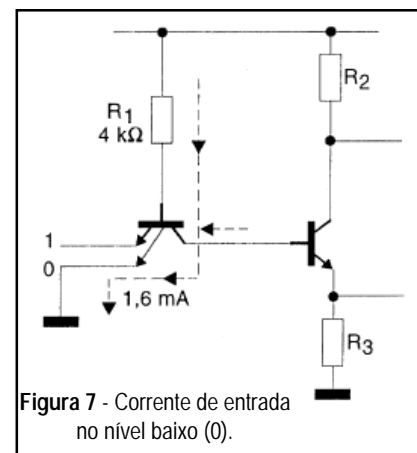 R2
R1
4 kΩ
1
0
1,6 mA
R3
Figura 7 - Corrente de entrada
no nível baixo (0).